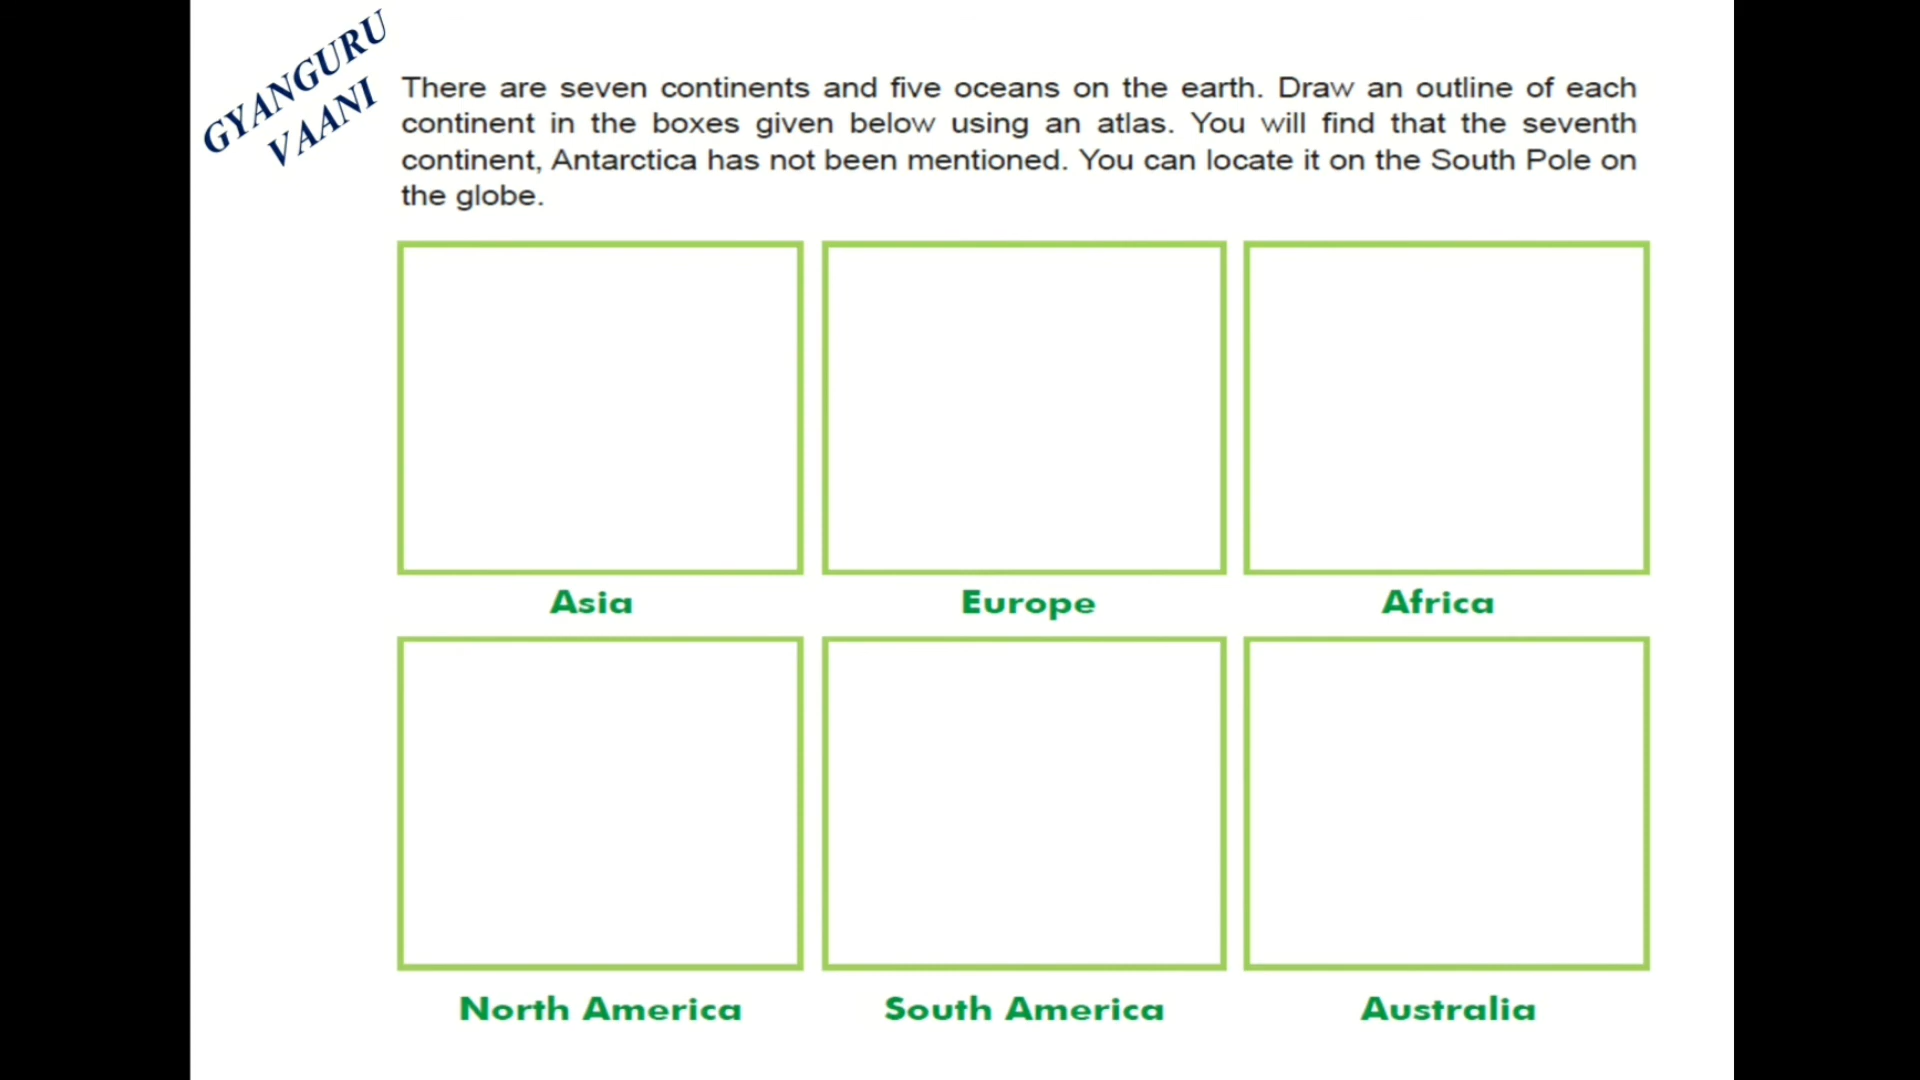 GYANGURU
VAANI
There are seven continents and five oceans on the earth. Draw an outline of each
continent in the boxes given below using an atlas. You will find that the seventh
continent, Antarctica has not been mentioned. You can locate it on the South Pole on
the globe.
Asia
Europe
Africa
North America
South America
Australia